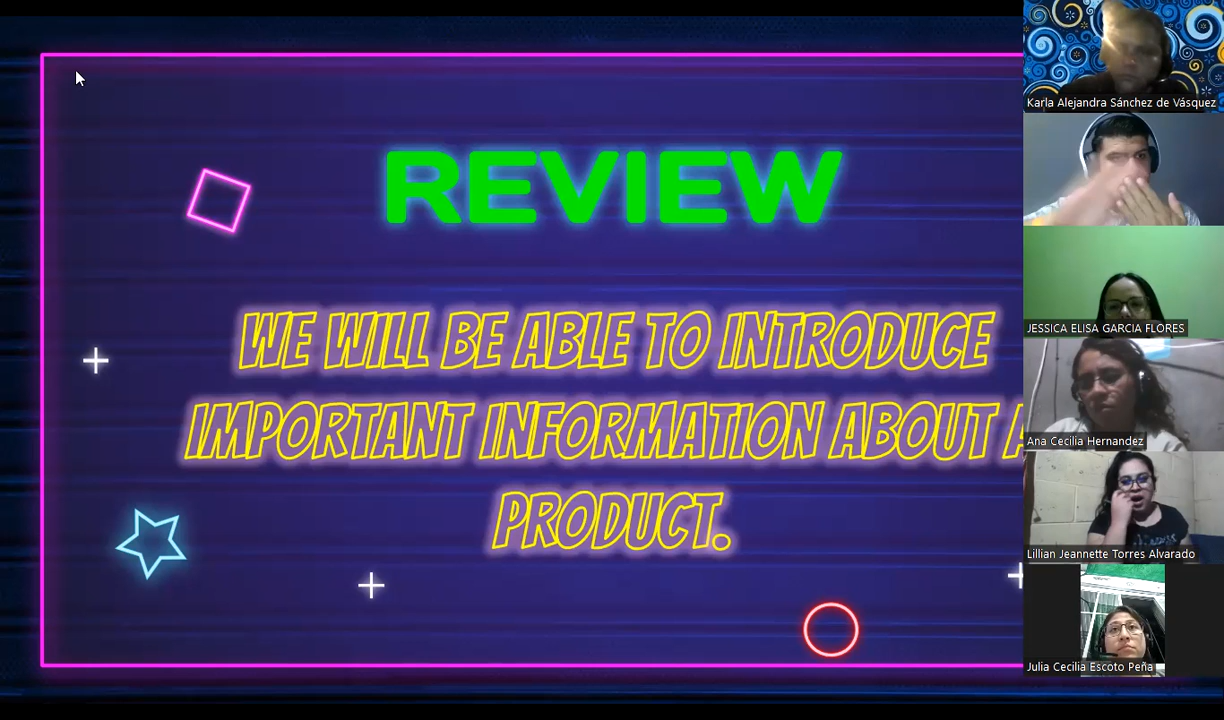 REVIEW
WE WILL BE ABLE TO INTRODUCE
IMPORTANT INFORMATION ABOUT A
PRODUCT.
Karla Alejandra Sánchez de Vásquez
JESSICA ELISA GARCIA FLORES
Ana Cecilia Hernandez
Lillian Jeannette Torres Alvarado
Julia Cecilia Escoto Peña